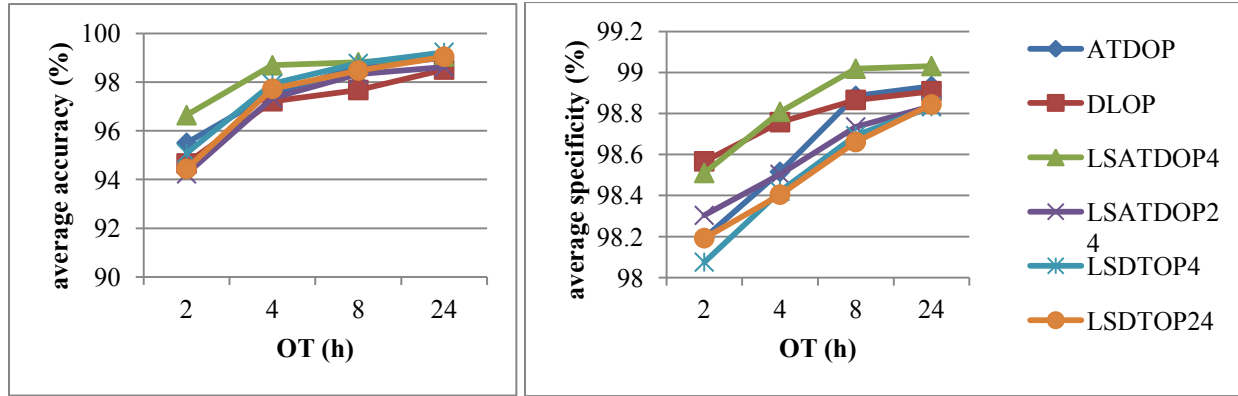 average accuracy (%)
100
98
96
94
92
90
2 4 8 24
OT (h)
average specificity (%)
99.2
99
98.8
98.6
98.4
98.2
98
2 4 8 24
OT (h)
ATDOP
DLOP
LSATDOP4
LSATDOP2
4
LSDTOP4
LSDTOP24